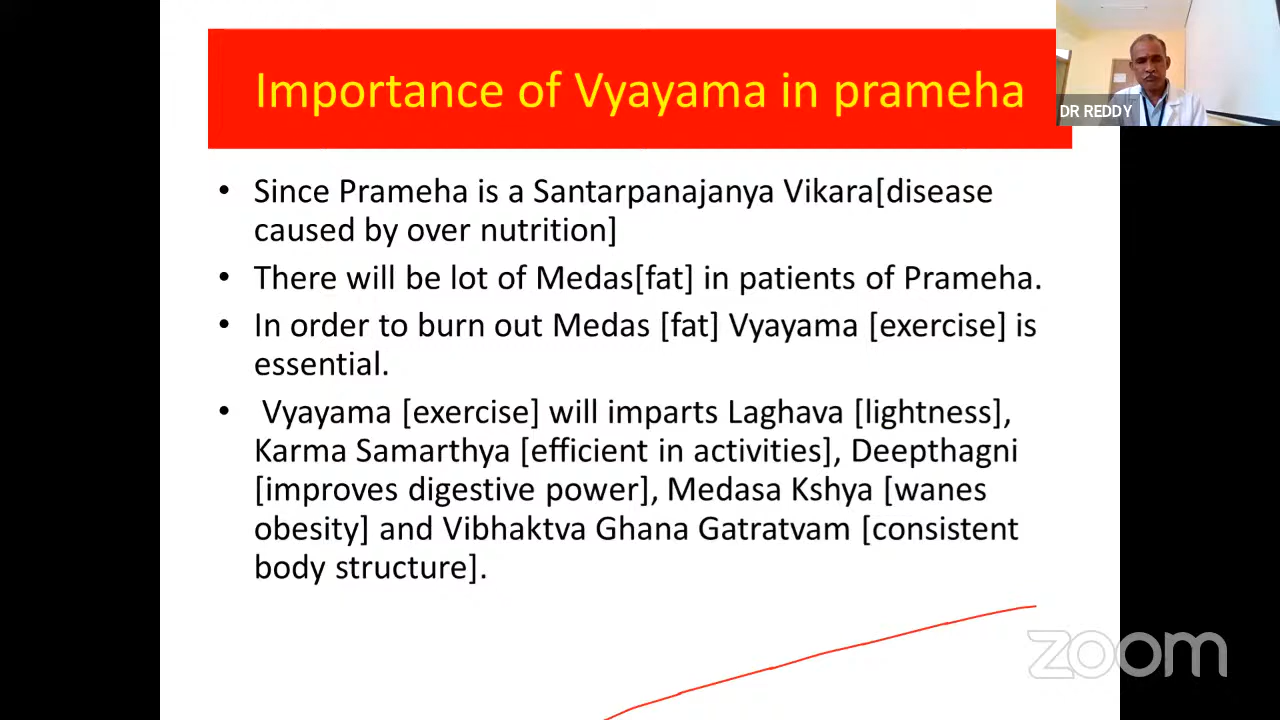 Importance of Vyayama in prameha
DR REDDY
• Since Prameha is a Santarpanajanya Vikara[disease
caused by over nutrition]
• There will be lot of Medas[fat] in patients of Prameha.
• In order to burn out Medas [fat] Vyayama [exercise] is
essential.
• Vyayama [exercise] will imparts Laghava [lightness],
Karma Samarthya [efficient in activities], Deepthagni
[improves digestive power], Medasa Kshya [wanes
obesity] and Vibhaktva Ghana Gatratvam [consistent
body structure].
zoom